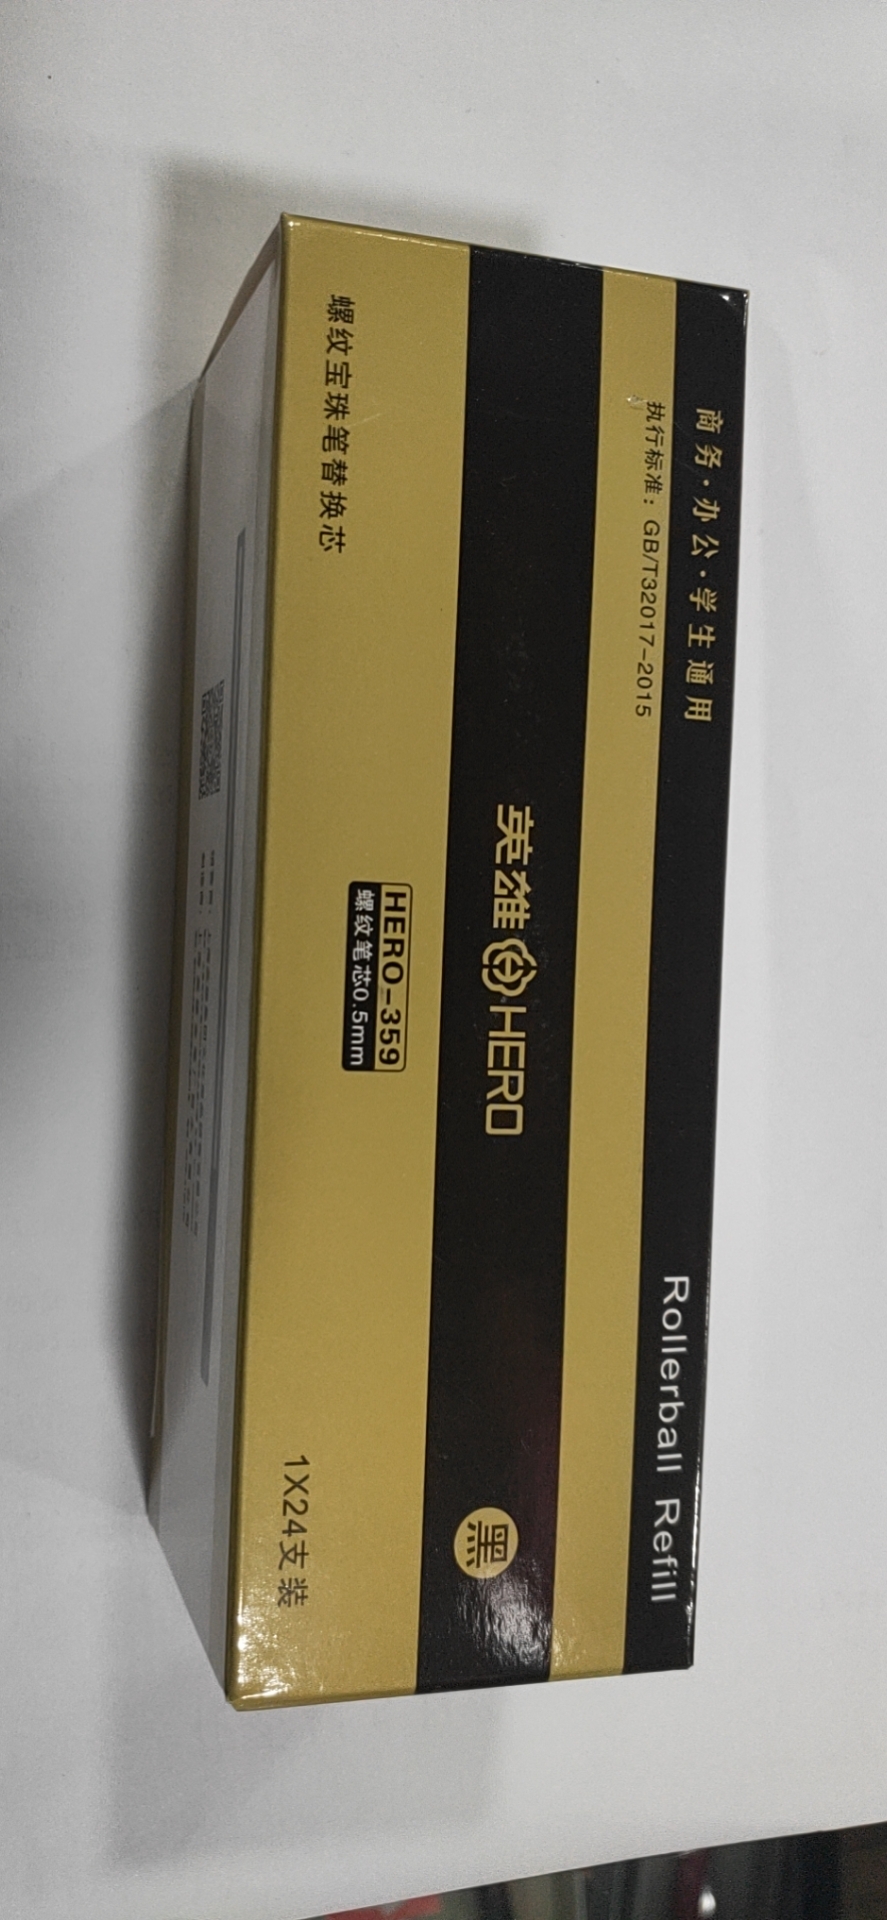 商务·办公·学生通用
Rollerball Refill
执行标准：GB/T32017-2015
英雄 HERO
黑
HERO-359
螺纹笔芯0.5mm
螺纹宝珠笔替换芯
1X24支装